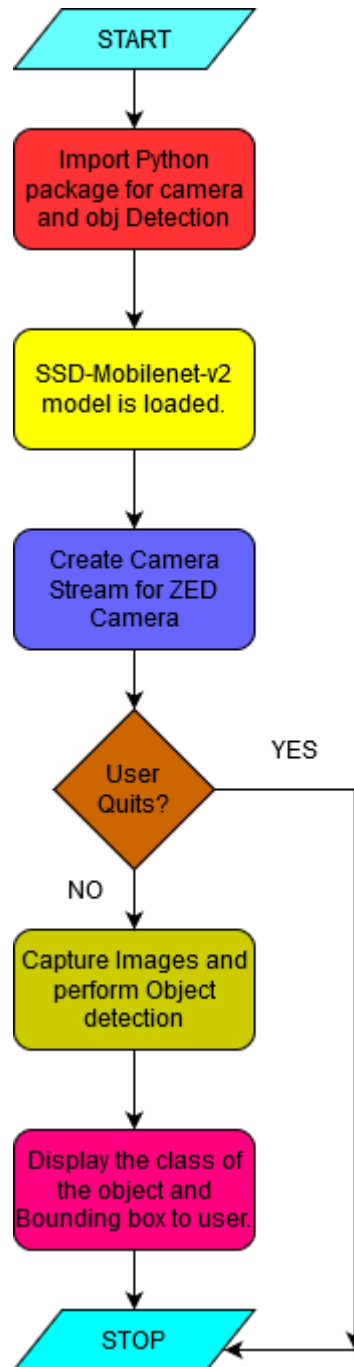 START
Import Python
package for camera
and obj Detection
SSD-Mobilenet-v2
model is loaded.
Create Camera
Stream for ZED
Camera
User
Quits?
YES
NO
Capture Images and
perform Object
detection
Display the class of
the object and
Bounding box to user.
STOP